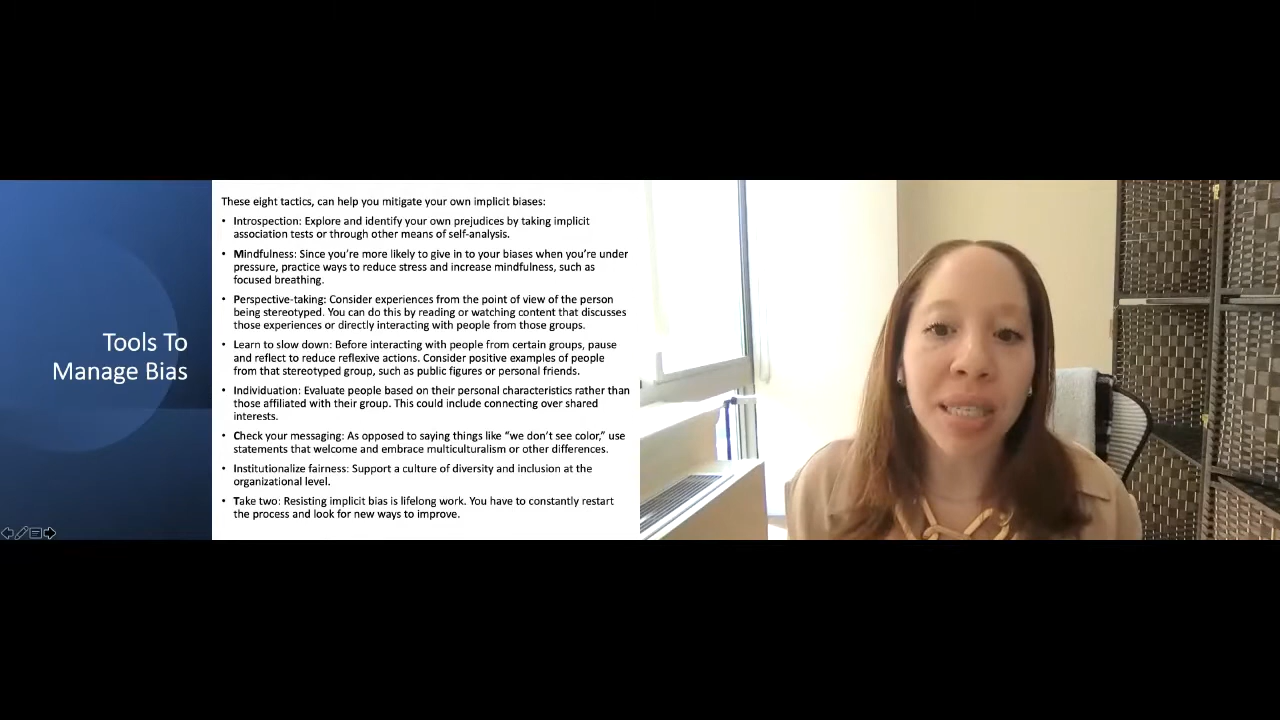 Tools To
Manage Bias
These eight tactics, can help you mitigate your own implicit biases:
• Introspection: Explore and identify your own prejudices by taking implicit
association tests or through other means of self-analysis.
• Mindfulness: Since you're more likely to give in to your biases when you're under
pressure, practice ways to reduce stress and increase mindfulness, such as
focused breathing.
• Perspective-taking: Consider experiences from the point of view of the person
being stereotyped. You can do this by reading or watching content that discusses
those experiences or directly interacting with people from those groups.
• Learn to slow down: Before interacting with people from certain groups, pause
and reflect to reduce reflexive actions. Consider positive examples of people
from that stereotyped group, such as public figures or personal friends.
• Individuation: Evaluate people based on their personal characteristics rather than
those affiliated with their group. This could include connecting over shared
interests.
• Check your messaging: As opposed to saying things like “we don't see color,” use
statements that welcome and embrace multiculturalism or other differences.
• Institutionalize fairness: Support a culture of diversity and inclusion at the
organizational level.
• Take two: Resisting implicit bias is lifelong work. You have to constantly restart
the process and look for new ways to improve.